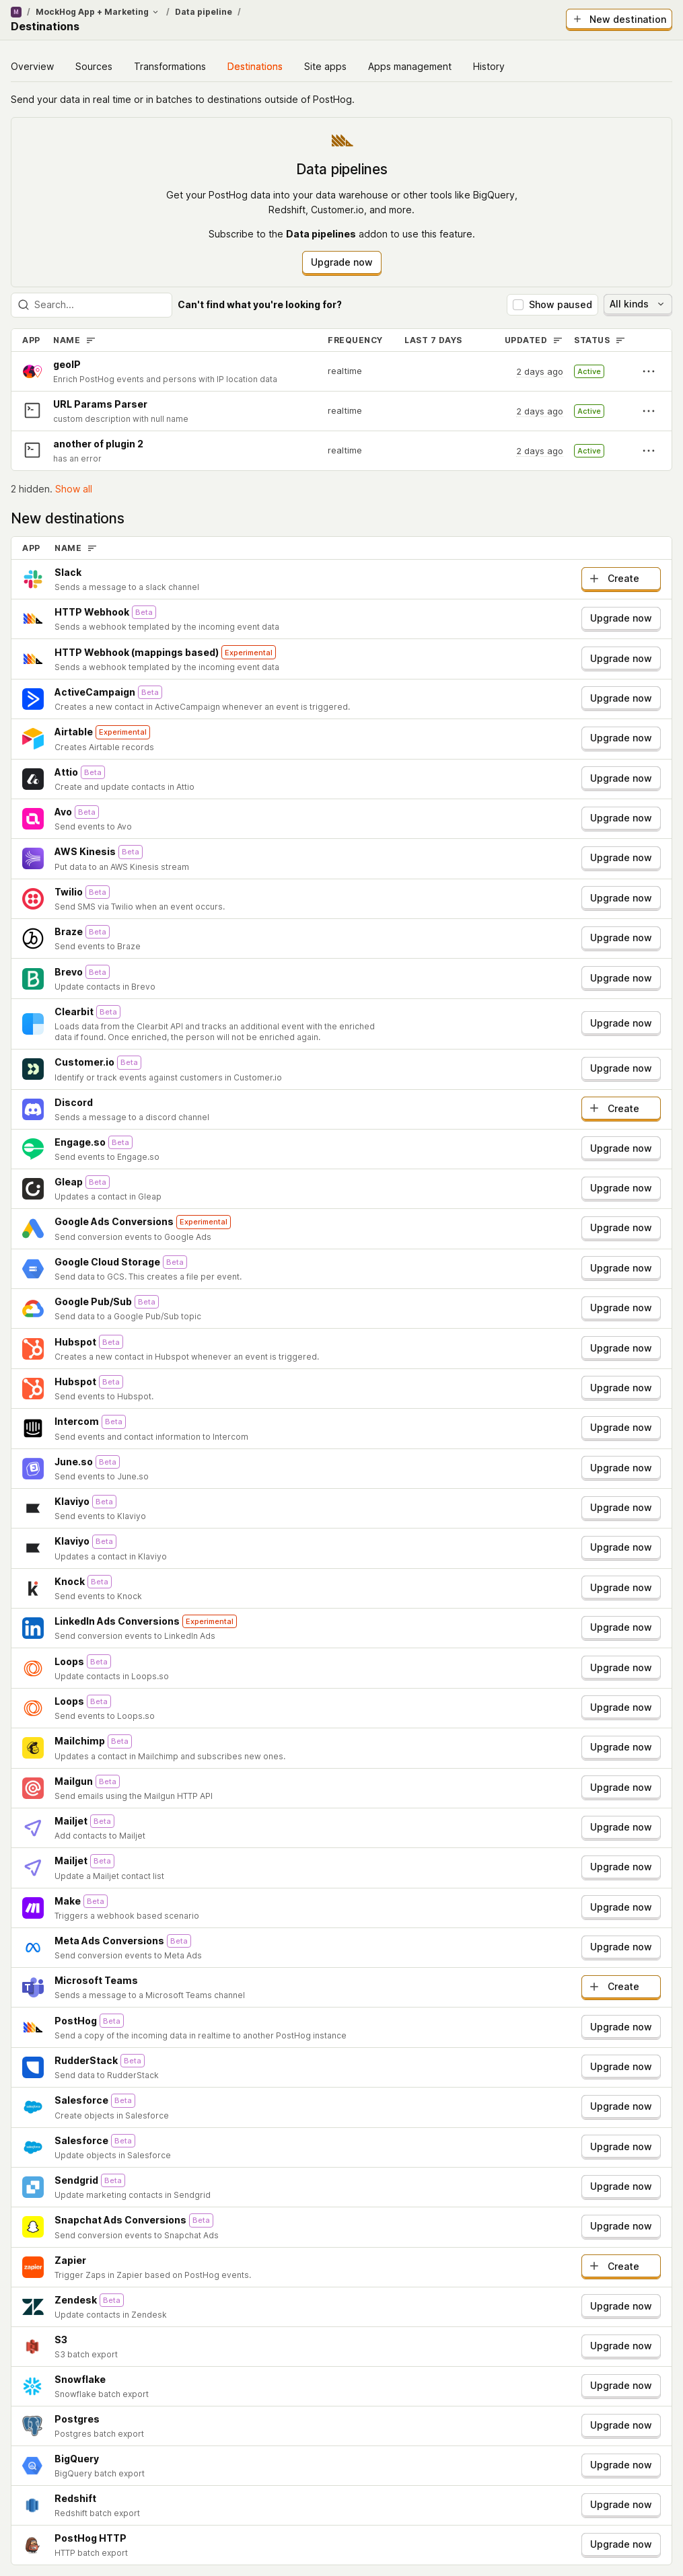 M / MockHog App + Marketing / Data pipeline /
Destinations
+ New destination
Overview Sources Transformations Destinations Site apps Apps management History
Send your data in real time or in batches to destinations outside of PostHog.
Data pipelines
Get your PostHog data into your data warehouse or other tools like BigQuery,
Redshift, Customer.io, and more.
Subscribe to the Data pipelines addon to use this feature.
Upgrade now
Search... Can't find what you're looking for? Show paused All kinds
APP NAME FREQUENCY LAST 7 DAYS UPDATED STATUS
geoIP
Enrich PostHog events and persons with IP location data
realtime 2 days ago Active
URL Params Parser
custom description with null name
realtime 2 days ago Active
another of plugin 2
has an error
realtime 2 days ago Active
2 hidden. Show all
New destinations
APP NAME
Slack
Sends a message to a slack channel
+ Create
HTTP Webhook Beta
Sends a webhook templated by the incoming event data
Upgrade now
HTTP Webhook (mappings based) Experimental
Sends a webhook templated by the incoming event data
Upgrade now
ActiveCampaign Beta
Creates a new contact in ActiveCampaign whenever an event is triggered.
Upgrade now
Airtable Experimental
Creates Airtable records
Upgrade now
Attio Beta
Create and update contacts in Attio
Upgrade now
Avo Beta
Send events to Avo
Upgrade now
AWS Kinesis Beta
Put data to an AWS Kinesis stream
Upgrade now
Twilio Beta
Send SMS via Twilio when an event occurs.
Upgrade now
Braze Beta
Send events to Braze
Upgrade now
Brevo Beta
Update contacts in Brevo
Upgrade now
Clearbit Beta
Loads data from the Clearbit API and tracks an additional event with the enriched
data if found. Once enriched, the person will not be enriched again.
Upgrade now
Customer.io Beta
Identify or track events against customers in Customer.io
Upgrade now
Discord
Sends a message to a discord channel
+ Create
Engage.so Beta
Send events to Engage.so
Upgrade now
Gleap Beta
Updates a contact in Gleap
Upgrade now
Google Ads Conversions Experimental
Send conversion events to Google Ads
Upgrade now
Google Cloud Storage Beta
Send data to GCS. This creates a file per event.
Upgrade now
Google Pub/Sub Beta
Send data to a Google Pub/Sub topic
Upgrade now
Hubspot Beta
Creates a new contact in Hubspot whenever an event is triggered.
Upgrade now
Hubspot Beta
Send events to Hubspot.
Upgrade now
Intercom Beta
Send events and contact information to Intercom
Upgrade now
June.so Beta
Send events to June.so
Upgrade now
Klaviyo Beta
Send events to Klaviyo
Upgrade now
Klaviyo Beta
Updates a contact in Klaviyo
Upgrade now
Knock Beta
Send events to Knock
Upgrade now
LinkedIn Ads Conversions Experimental
Send conversion events to LinkedIn Ads
Upgrade now
Loops Beta
Update contacts in Loops.so
Upgrade now
Loops Beta
Send events to Loops.so
Upgrade now
Mailchimp Beta
Updates a contact in Mailchimp and subscribes new ones.
Upgrade now
Mailgun Beta
Send emails using the Mailgun HTTP API
Upgrade now
Mailjet Beta
Add contacts to Mailjet
Upgrade now
Mailjet Beta
Update a Mailjet contact list
Upgrade now
Make Beta
Triggers a webhook based scenario
Upgrade now
Meta Ads Conversions Beta
Send conversion events to Meta Ads
Upgrade now
Microsoft Teams
Sends a message to a Microsoft Teams channel
+ Create
PostHog Beta
Send a copy of the incoming data in realtime to another PostHog instance
Upgrade now
RudderStack Beta
Send data to RudderStack
Upgrade now
Salesforce Beta
Create objects in Salesforce
Upgrade now
Salesforce Beta
Update objects in Salesforce
Upgrade now
Sendgrid Beta
Update marketing contacts in Sendgrid
Upgrade now
Snapchat Ads Conversions Beta
Send conversion events to Snapchat Ads
Upgrade now
zapier
Zapier
Trigger Zaps in Zapier based on PostHog events.
+ Create
Zendesk Beta
Update contacts in Zendesk
Upgrade now
S3
S3 batch export
Upgrade now
Snowflake
Snowflake batch export
Upgrade now
Postgres
Postgres batch export
Upgrade now
BigQuery
BigQuery batch export
Upgrade now
Redshift
Redshift batch export
Upgrade now
PostHog HTTP
HTTP batch export
Upgrade now